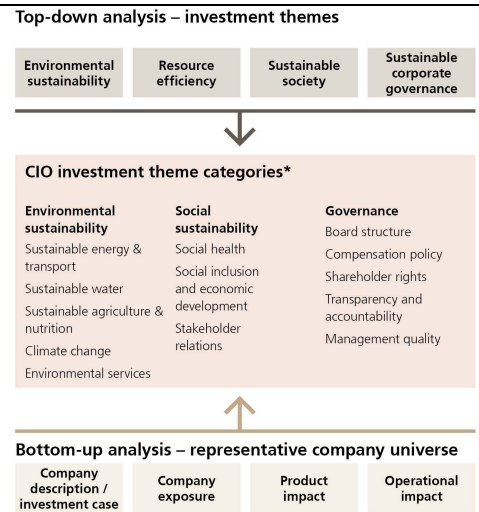 Top-down analysis – investment themes
Environmental
sustainability
Resource
efficiency
Sustainable
society
Sustainable
corporate
governance
CIO investment theme categories*
Environmental
sustainability
Sustainable energy &
transport
Sustainable water
Sustainable agriculture &
nutrition
Climate change
Environmental services
Social
sustainability
Social health
Social inclusion
and economic
development
Stakeholder
relations
Governance
Board structure
Compensation policy
Shareholder rights
Transparency and
accountability
Management quality
Bottom-up analysis – representative company universe
Company
description /
investment case
Company
exposure
Product
impact
Operational
impact